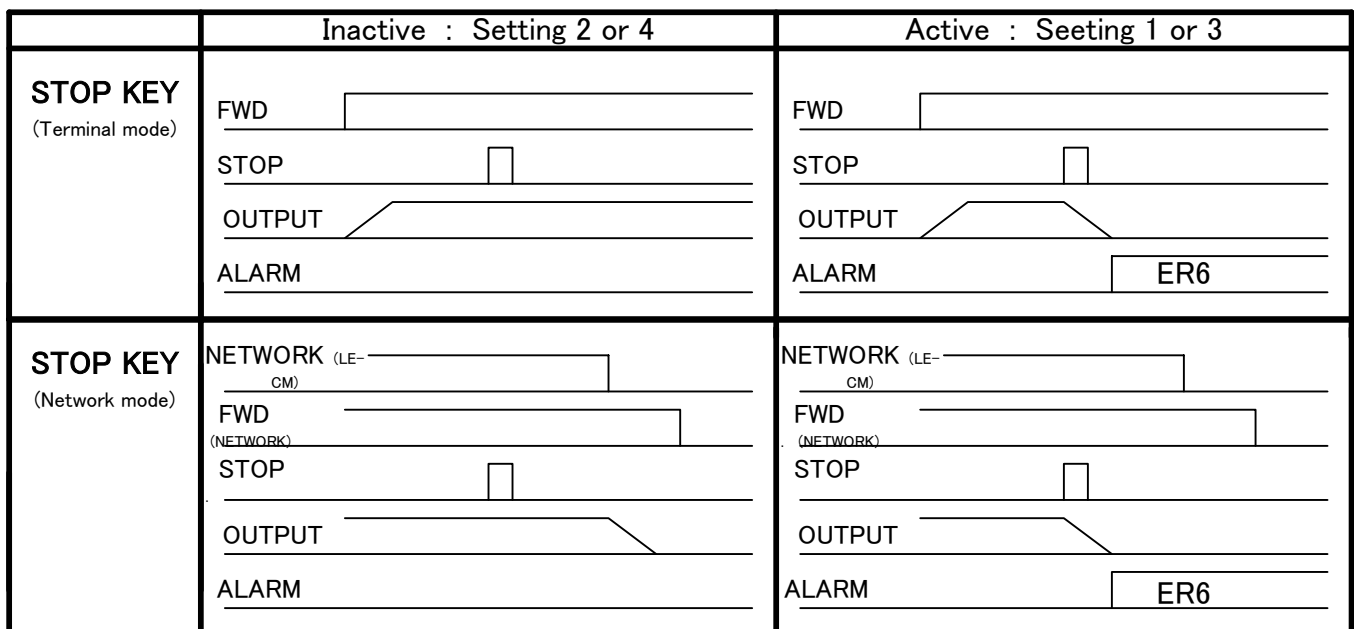 Inactive : Setting 2 or 4
Active : Seeting 1 or 3
STOP KEY
(Terminal mode)
FWD
STOP
OUTPUT
ALARM
FWD
STOP
OUTPUT
ALARM
ER6
STOP KEY
(Network mode)
NETWORK (LE-
CM)
FWD
(NETWORK)
STOP
OUTPUT
ALARM
NETWORK (LE-
CM)
FWD
(NETWORK)
STOP
OUTPUT
ALARM
ER6